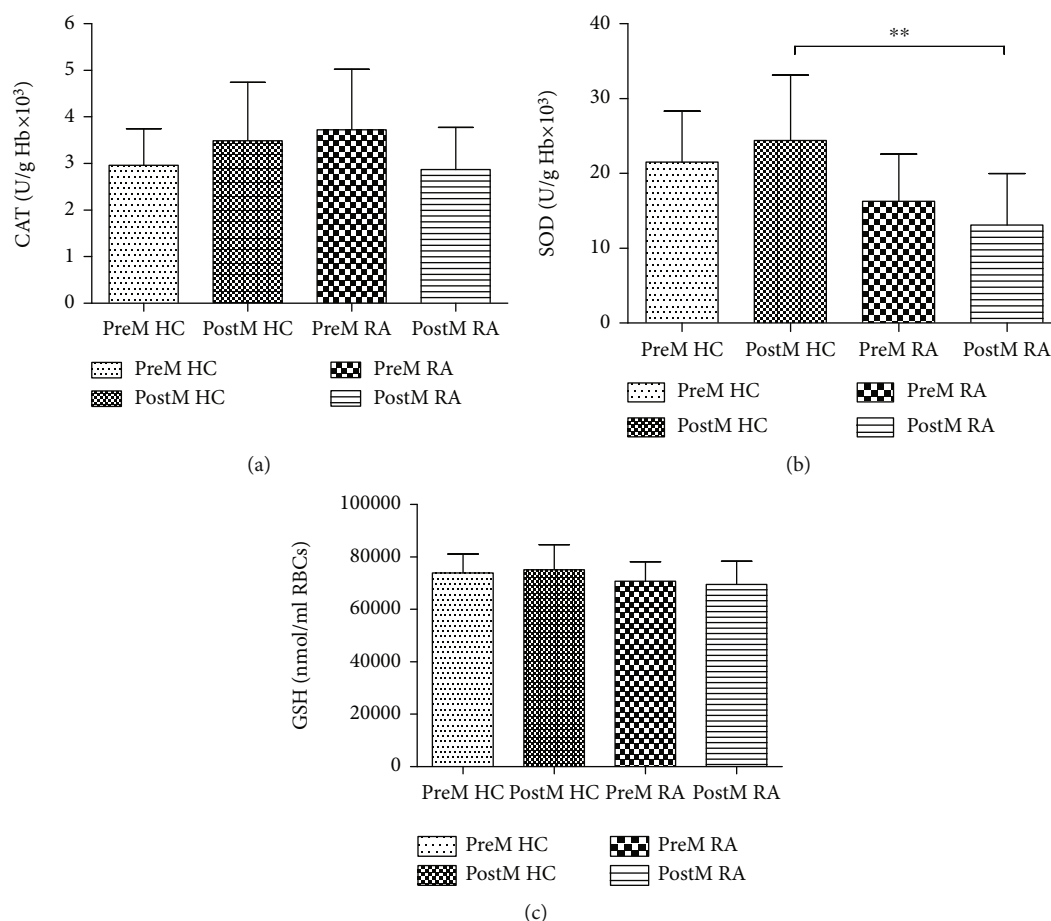 6
5
4
3
2
1
0
CAT (U/g Hb×10³)
PreM HC PostM HC PreM RA PostM RA
PreM HC PreM RA
PostM HC PostM RA
(a)
40
30
20
10
0
SOD (U/g Hb×10³)
**
PreM HC PostM HC PreM RA PostM RA
PreM HC PreM RA
PostM HC PostM RA
(b)
100000
80000
60000
40000
20000
0
GSH (nmol/ml RBCs)
PreM HC PostM HC PreM RA PostM RA
PreM HC PreM RA
PostM HC PostM RA
(c)